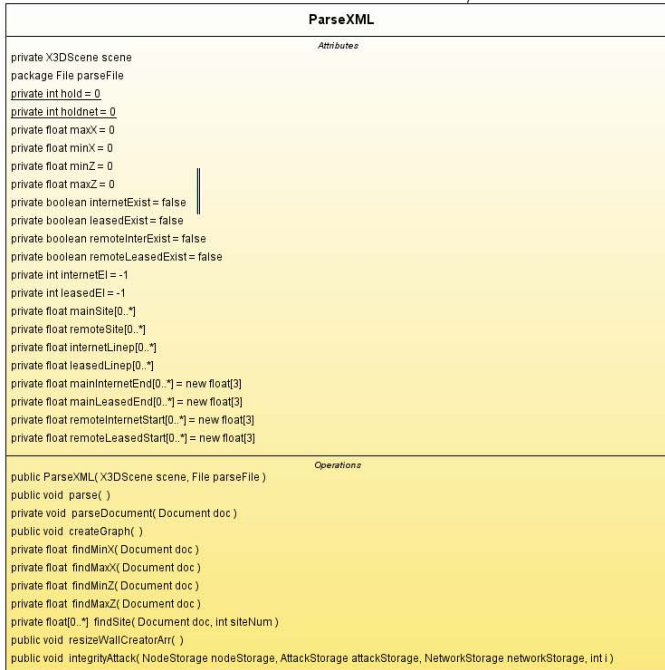 ParseXML
Attributes
private X3DScene scene
package File parseFile
private int hold = 0
private int holdnet = 0
private float maxX = 0
private float minX = 0
private float minZ = 0
private float maxZ = 0
private boolean internetExist = false
private boolean leasedExist = false
private boolean remoteInterExist = false
private boolean remoteLeasedExist = false
private int internetEl = -1
private int leasedEl = -1
private float mainSite[0..*]
private float remoteSite[0..*]
private float internetLinep[0..*]
private float leasedLinep[0..*]
private float mainInternetEnd[0..*] = new float[3]
private float mainLeasedEnd[0..*] = new float[3]
private float remoteInternetStart[0..*] = new float[3]
private float remoteLeasedStart[0..*] = new float[3]
Operations
public ParseXML( X3DScene scene, File parseFile )
public void parse( )
private void parseDocument( Document doc )
public void createGraph( )
private float findMinX( Document doc )
private float findMaxX( Document doc )
private float findMinZ( Document doc )
private float findMaxZ( Document doc )
private float[0..*] findSite( Document doc, int siteNum )
public void resizeWallCreatorArr( )
public void integrityAttack( NodeStorage nodeStorage, AttackStorage attackStorage, NetworkStorage networkStorage, int i )